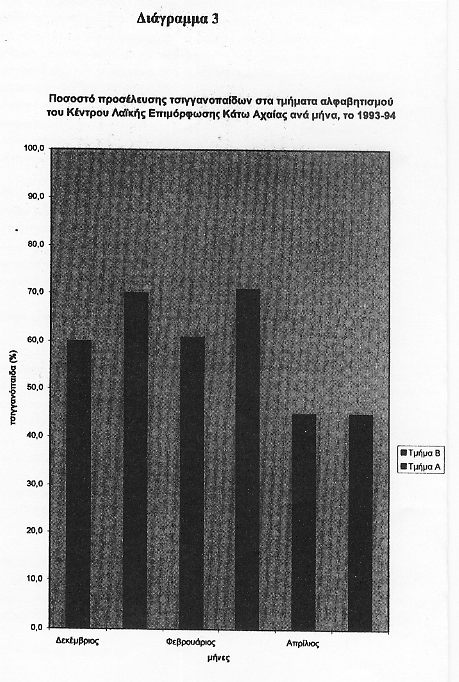 Διάγραμμα 3
Ποσοστό προσέλευσης τσιγγανοπαίδων στα τμήματα αλφαβητισμού
του Κέντρου Λαϊκής Επιμόρφωσης Κάτω Αχαίας ανά μήνα, το 1993-94
100,0
90,0
80,0
70,0
60,0
50,0
40,0
30,0
20,0
10,0
0,0
τσιγγανόπαιδα (%)
Τμήμα Β
Τμήμα Α
Δεκέμβριος
Φεβρουάριος
Απρίλιος
μήνες